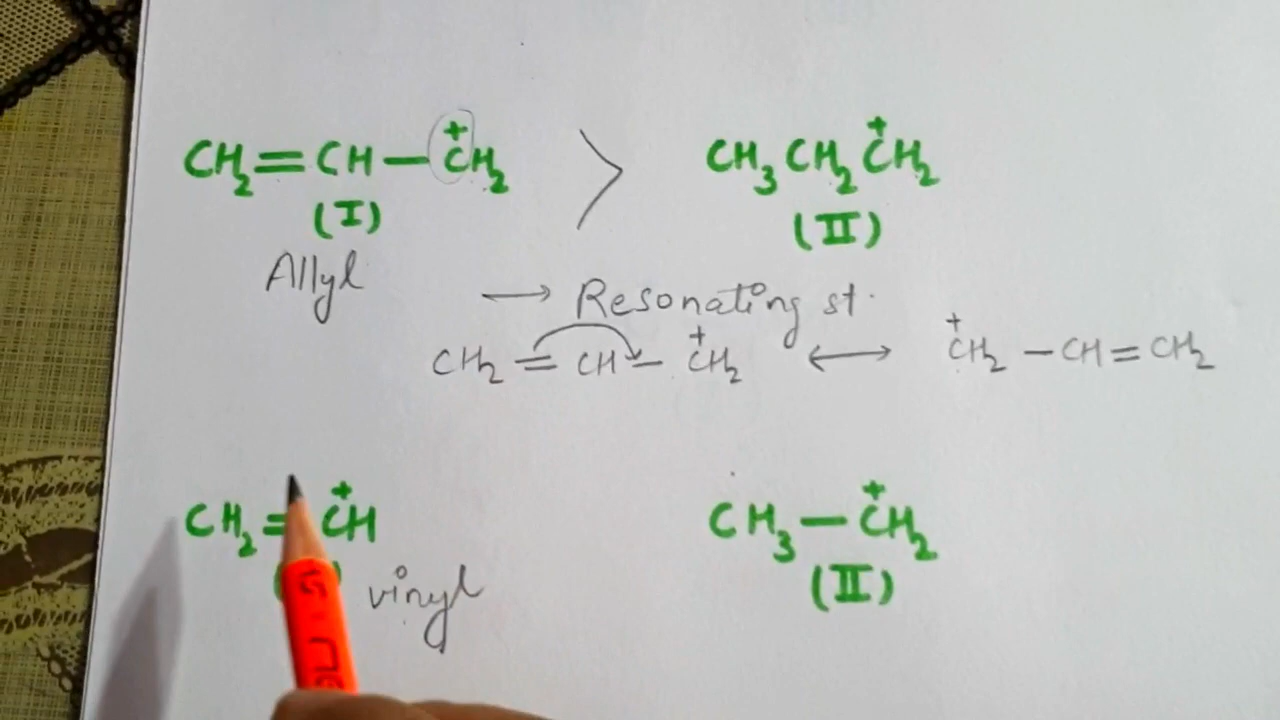 CH₂=CH—C⁺H₂ > CH₃CH₂C⁺H₂
(I) (II)
Allyl
→ Resonating st.
CH₂=CH—C⁺H₂ ↔ C⁺H₂—CH=CH₂
CH₂=C⁺H CH₃—C⁺H₂
vinyl (II)